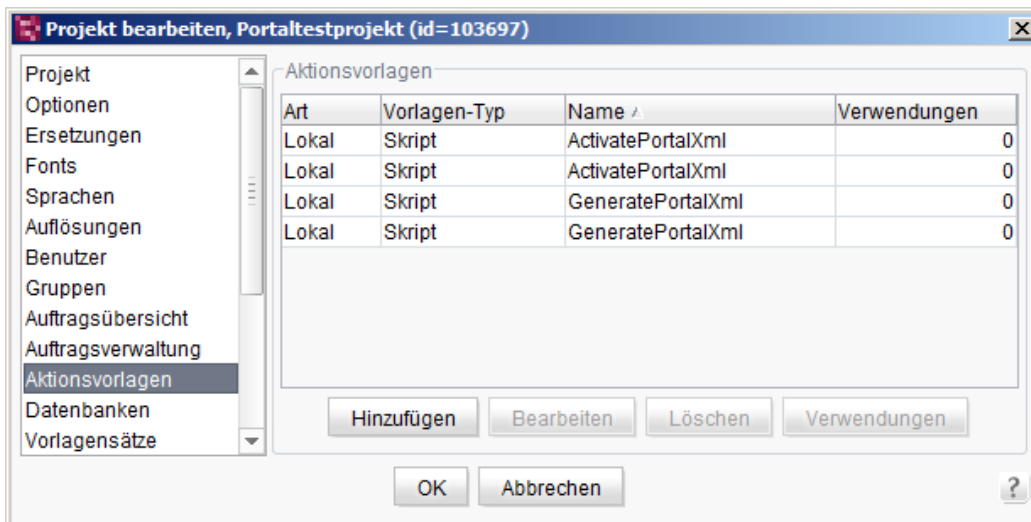 Projekt bearbeiten, Portaltestprojekt (id=103697)
Projekt
Optionen
Ersetzungen
Fonts
Sprachen
Auflösungen
Benutzer
Gruppen
Auftragsübersicht
Auftragsverwaltung
Aktionsvorlagen
Datenbanken
Vorlagensätze
Aktionsvorlagen
Art Vorlagen-Typ Name Verwendungen
Lokal Skript ActivatePortalXml 0
Lokal Skript ActivatePortalXml 0
Lokal Skript GeneratePortalXml 0
Lokal Skript GeneratePortalXml 0
Hinzufügen Bearbeiten Löschen Verwendungen
OK Abbrechen ?